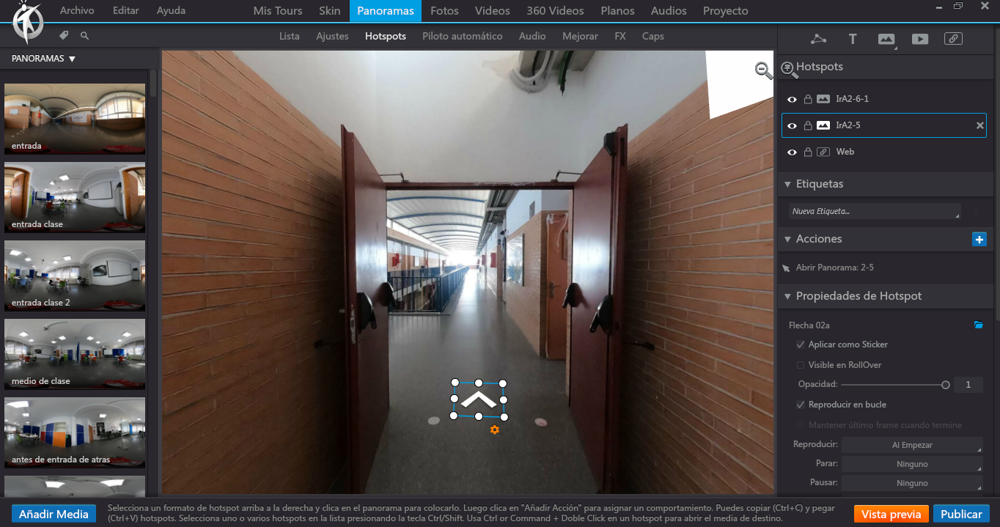 Archivo Editar Ayuda Mis Tours Skin Panoramas Fotos Videos 360 Videos Planos Audios Proyecto
Lista Ajustes Hotspots Piloto automático Audio Mejorar FX Caps
PANORAMAS ▼
entrada
entrada clase
entrada clase 2
medio de clase
antes de entrada de atras
Hotspots
IrA2-6-1
IrA2-5
Web
Etiquetas
Nueva Etiqueta...
Acciones
Abrir Panorama: 2-5
Propiedades de Hotspot
Flecha 02a
Aplicar como Sticker
Visible en RollOver
Opacidad: 1
Reproducir en bucle
Mantener último frame cuando termine
Reproducir: Al Empezar
Parar: Ninguno
Pausar: Ninguno
Añadir Media
Selecciona un formato de hotspot arriba a la derecha y clica en el panorama para colocarlo. Luego clica en "Añadir Acción" para asignar un comportamiento. Puedes copiar (Ctrl+C) y pegar
(Ctrl+V) hotspots. Selecciona uno o varios hotspots en la lista presionando la tecla Ctrl/Shift. Usa Ctrl or Command + Doble Click en un hotspot para abrir el media de destino.
Vista previa
Publicar